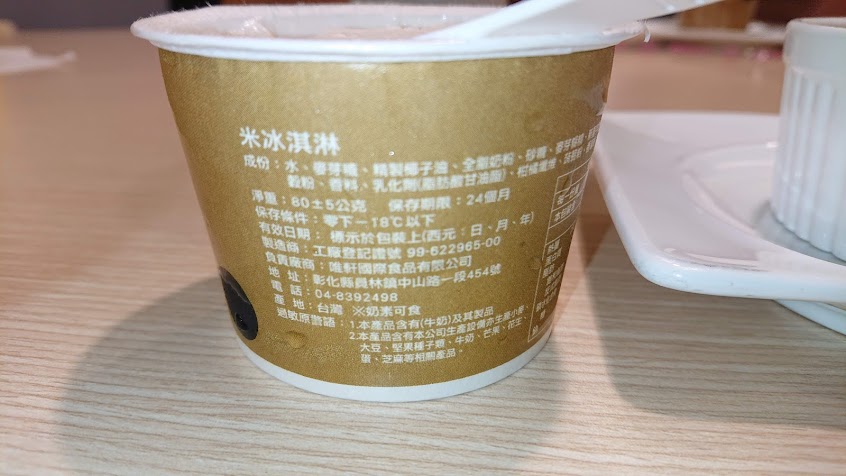 米冰淇淋
成份：水、麥芽糖、精製椰子油、全脂奶粉、砂糖、麥芽糊精
穀粉、香料、乳化劑(脂肪酸甘油酯)、柑橘纖維
淨重：80±5公克 保存期限：24個月
保存條件：零下－18℃以下
有效日期： 標示於包裝上(西元：日、月、年)
製造商：工廠登記證號 99-622965-00
負責廠商：唯軒國際食品有限公司
地 址：彰化縣員林鎮中山路一段454號
電 話：04-8392498
產 地：台灣 ※奶素可食
過敏原警語：1.本產品含有(牛奶)及其製品
2.本產品含有本公司生產設備亦生產小麥、
大豆、堅果種子類、牛奶、芒果、花生
蛋、芝麻等相關產品。